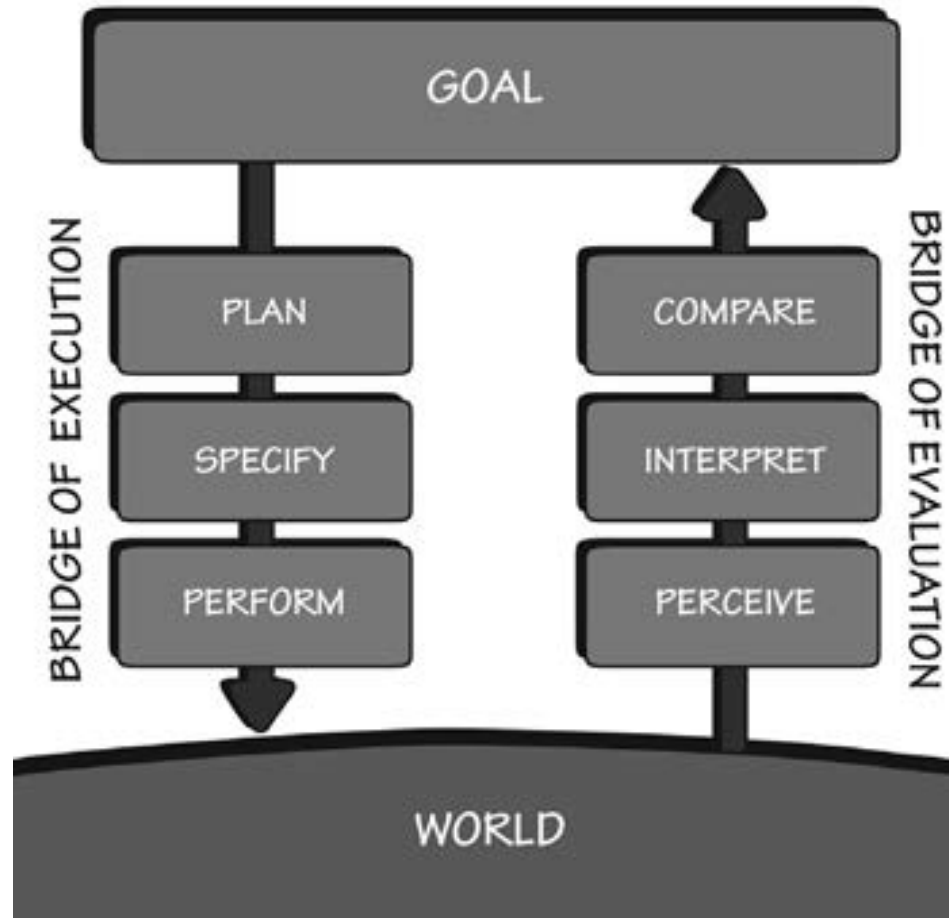 GOAL
BRIDGE OF EXECUTION
PLAN
SPECIFY
PERFORM
COMPARE
INTERPRET
PERCEIVE
BRIDGE OF EVALUATION
WORLD